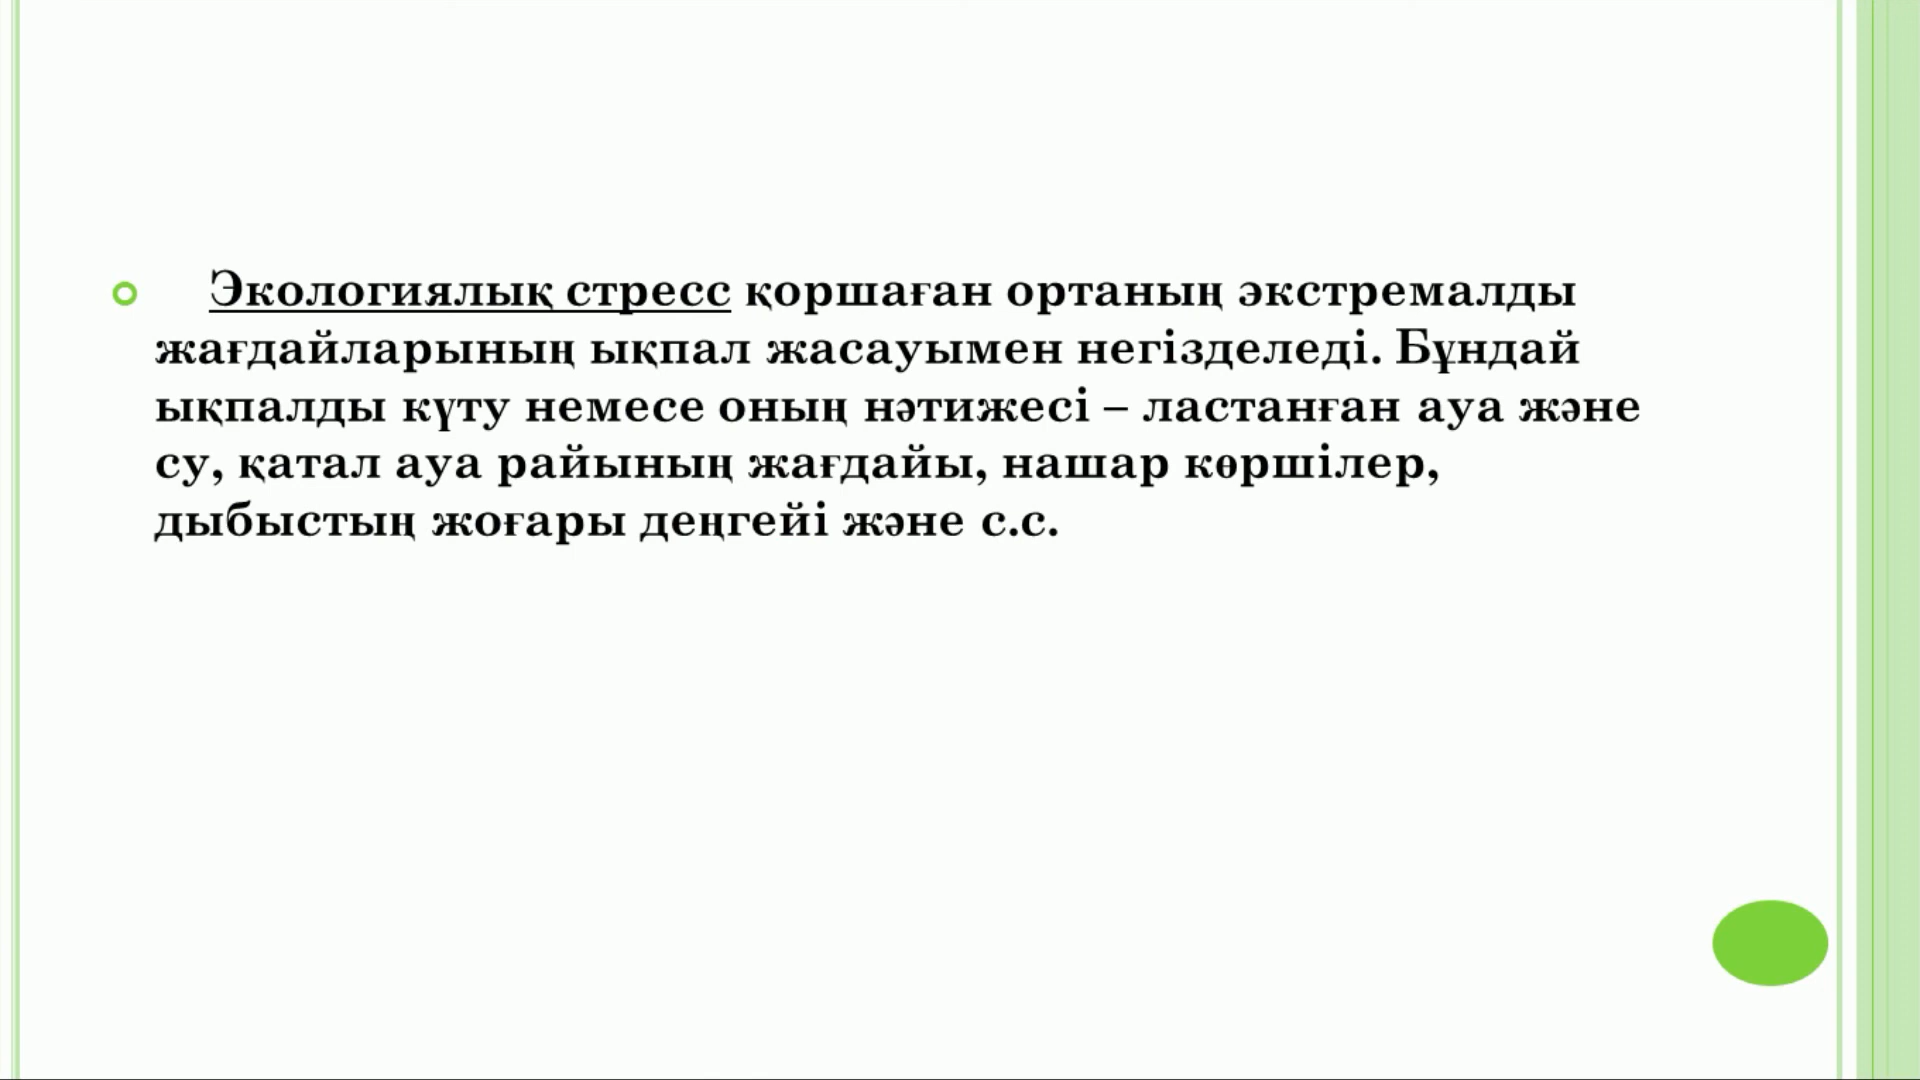 Экологиялық стресс қоршаған ортаның экстремалды
жағдайларының ықпал жасауымен негізделеді. Бұндай
ықпалды күту немесе оның нәтижесі – ластанған ауа және
су, қатал ауа райының жағдайы, нашар көршілер,
дыбыстың жоғары деңгейі және с.с.